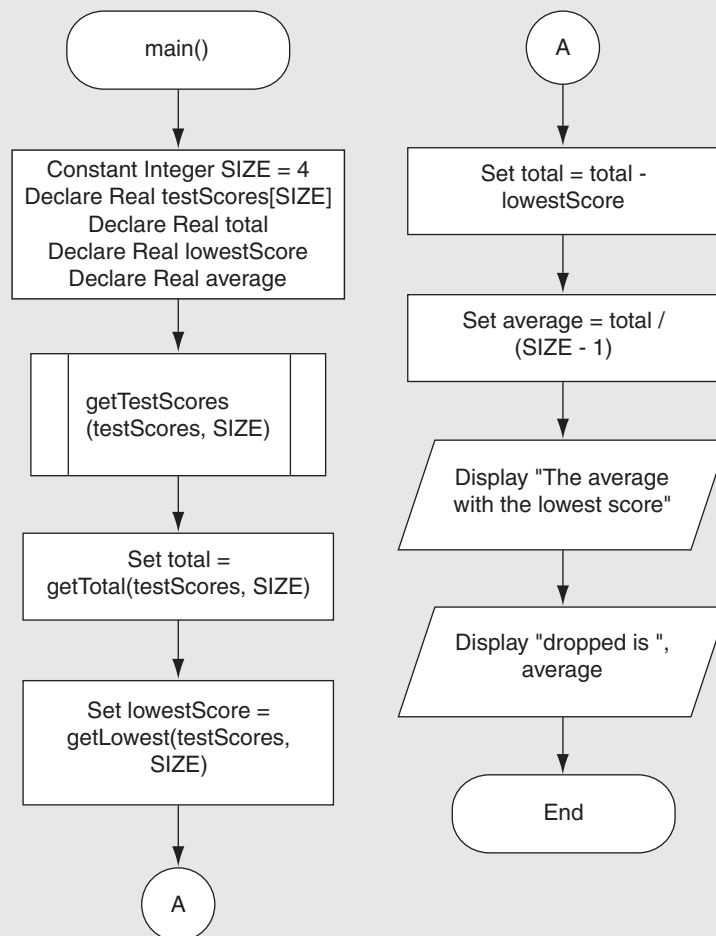 main()
Constant Integer SIZE = 4
Declare Real testScores[SIZE]
Declare Real total
Declare Real lowestScore
Declare Real average
getTestScores
(testScores, SIZE)
Set total =
getTotal(testScores, SIZE)
Set lowestScore =
getLowest(testScores,
SIZE)
A
A
Set total = total -
lowestScore
Set average = total /
(SIZE - 1)
Display "The average
with the lowest score"
Display "dropped is ",
average
End